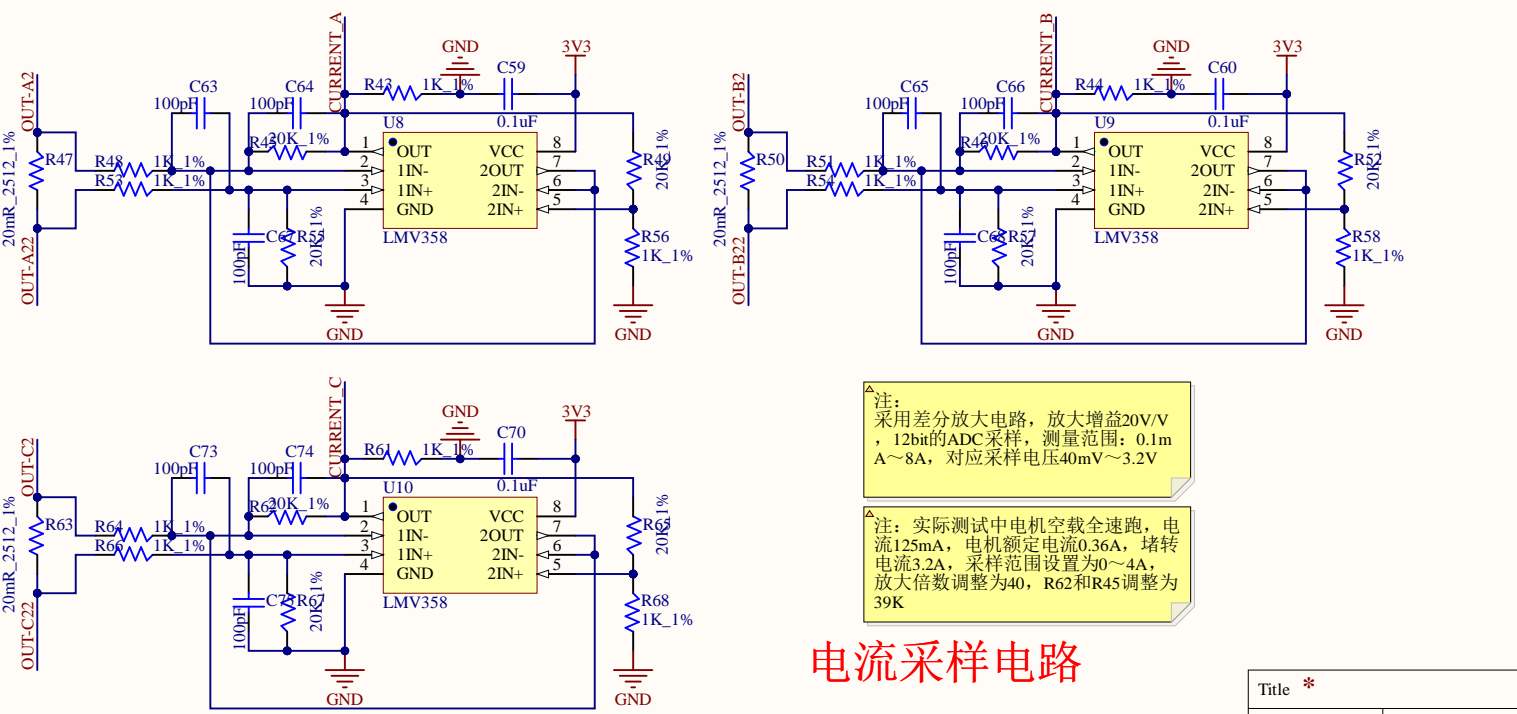 CURRENT_A
OUT-A2
OUT-A22
20mR_2512_1%
R47
C63
100pF
C64
100pF
R43
1K_1%
GND
C59
0.1uF
3V3
R45
20K_1%
R48
1K_1%
R53
1K_1%
U8
1 OUT VCC 8
2 1IN- 2OUT 7
3 1IN+ 2IN- 6
4 GND 2IN+ 5
LMV358
R49
20K_1%
R56
1K_1%
C67
100pF
R55
20K_1%
GND
GND
CURRENT_B
OUT-B2
OUT-B22
20mR_2512_1%
R50
C65
100pF
C66
100pF
R44
1K_1%
GND
C60
0.1uF
3V3
R46
20K_1%
R51
1K_1%
R54
1K_1%
U9
1 OUT VCC 8
2 1IN- 2OUT 7
3 1IN+ 2IN- 6
4 GND 2IN+ 5
LMV358
R52
20K_1%
R58
1K_1%
C68
100pF
R57
20K_1%
GND
GND
CURRENT_C
OUT-C2
OUT-C22
20mR_2512_1%
R63
C73
100pF
C74
100pF
R61
1K_1%
GND
C70
0.1uF
3V3
R62
20K_1%
R64
1K_1%
R66
1K_1%
U10
1 OUT VCC 8
2 1IN- 2OUT 7
3 1IN+ 2IN- 6
4 GND 2IN+ 5
LMV358
R65
20K_1%
R68
1K_1%
C75
100pF
R67
20K_1%
GND
GND
注：
采用差分放大电路，放大增益20V/V
，12bit的ADC采样，测量范围：0.1m
A～8A，对应采样电压40mV～3.2V
注：实际测试中电机空载全速跑，电
流125mA，电机额定电流0.36A，堵转
电流3.2A，采样范围设置为0～4A，
放大倍数调整为40，R62和R45调整为
39K
电流采样电路
Title *